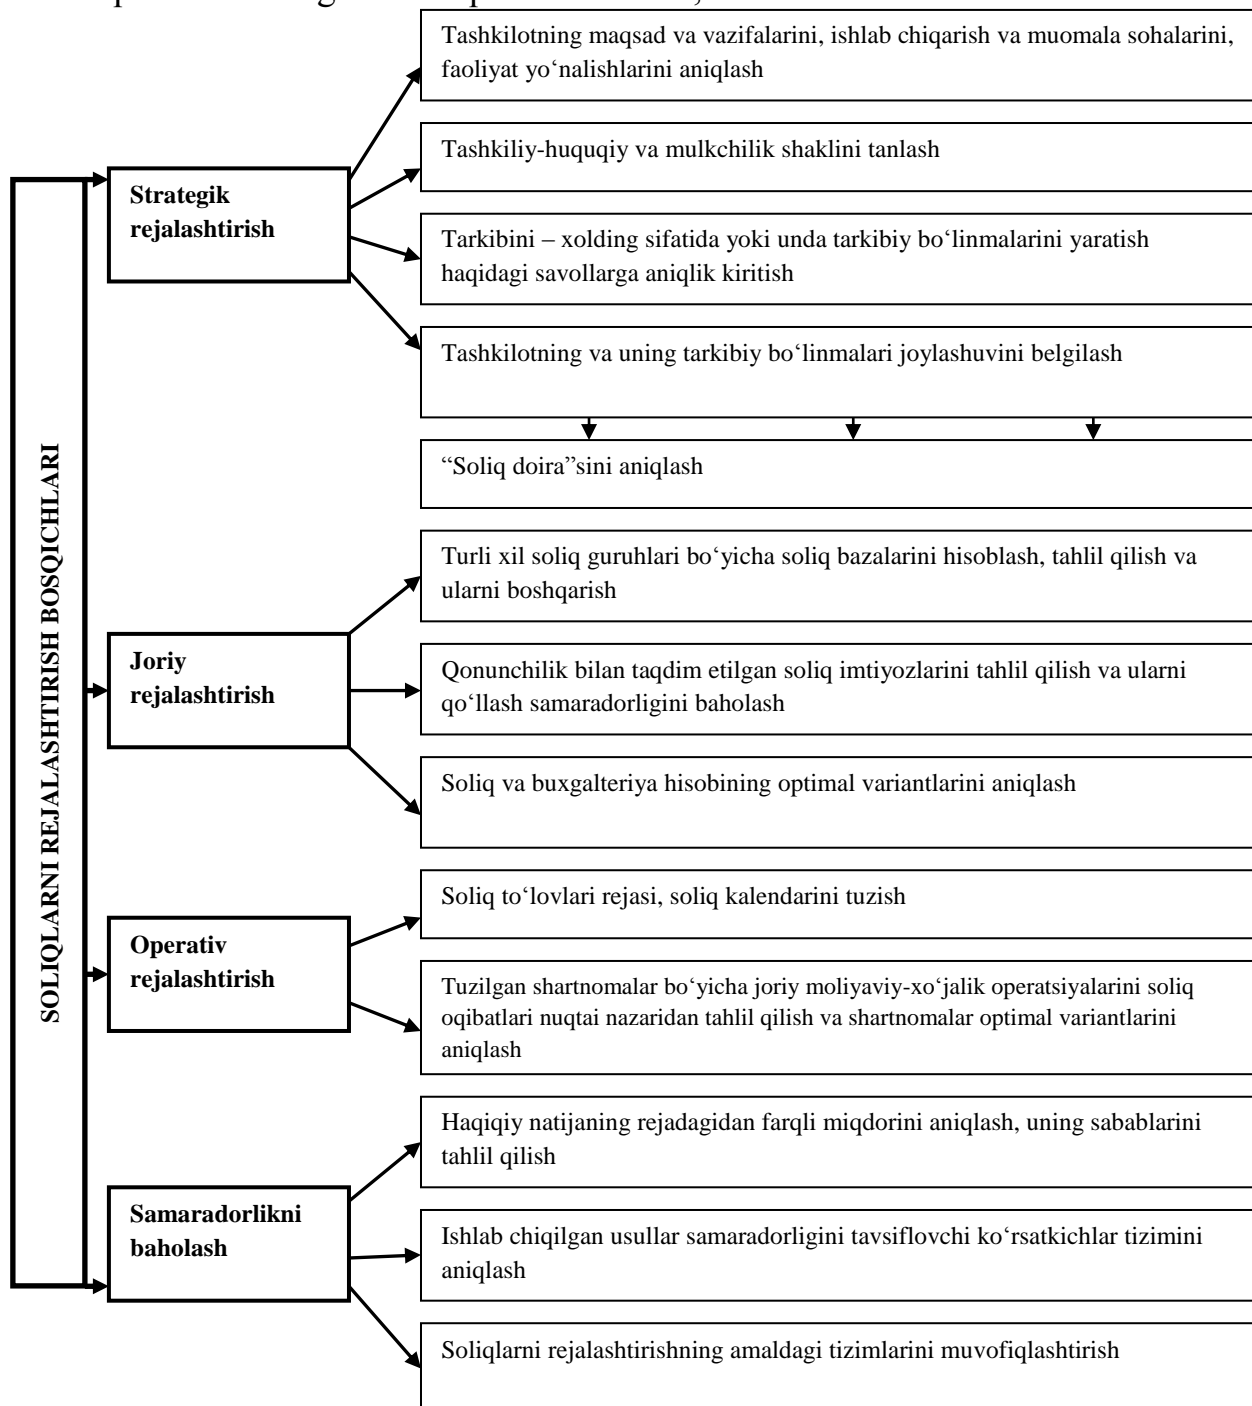 Tashkilotning maqsad va vazifalarini, ishlab chiqarish va muomala sohalarini,
faoliyat yo‘nalishlarini aniqlash
Tashkiliy-huquqiy va mulkchilik shaklini tanlash
Strategik
rejalashtirish
Tarkibini – xolding sifatida yoki unda tarkibiy bo‘linmalarini yaratish
haqidagi savollarga aniqlik kiritish
Tashkilotning va uning tarkibiy bo‘linmalari joylashuvini belgilash
“Soliq doira”sini aniqlash
SOLIQLARNI REJALASHTIRISH BOSQICHLARI
Turli xil soliq guruhlari bo‘yicha soliq bazalarini hisoblash, tahlil qilish va
ularni boshqarish
Joriy
rejalashtirish
Qonunchilik bilan taqdim etilgan soliq imtiyozlarini tahlil qilish va ularni
qo‘llash samaradorligini baholash
Soliq va buxgalteriya hisobining optimal variantlarini aniqlash
Soliq to‘lovlari rejasi, soliq kalendarini tuzish
Operativ
rejalashtirish
Tuzilgan shartnomalar bo‘yicha joriy moliyaviy-xo‘jalik operatsiyalarini soliq
oqibatlari nuqtai nazaridan tahlil qilish va shartnomalar optimal variantlarini
aniqlash
Haqiqiy natijaning rejadagidan farqli miqdorini aniqlash, uning sabablarini
tahlil qilish
Samaradorlikni
baholash
Ishlab chiqilgan usullar samaradorligini tavsiflovchi ko‘rsatkichlar tizimini
aniqlash
Soliqlarni rejalashtirishning amaldagi tizimlarini muvofiqlashtirish